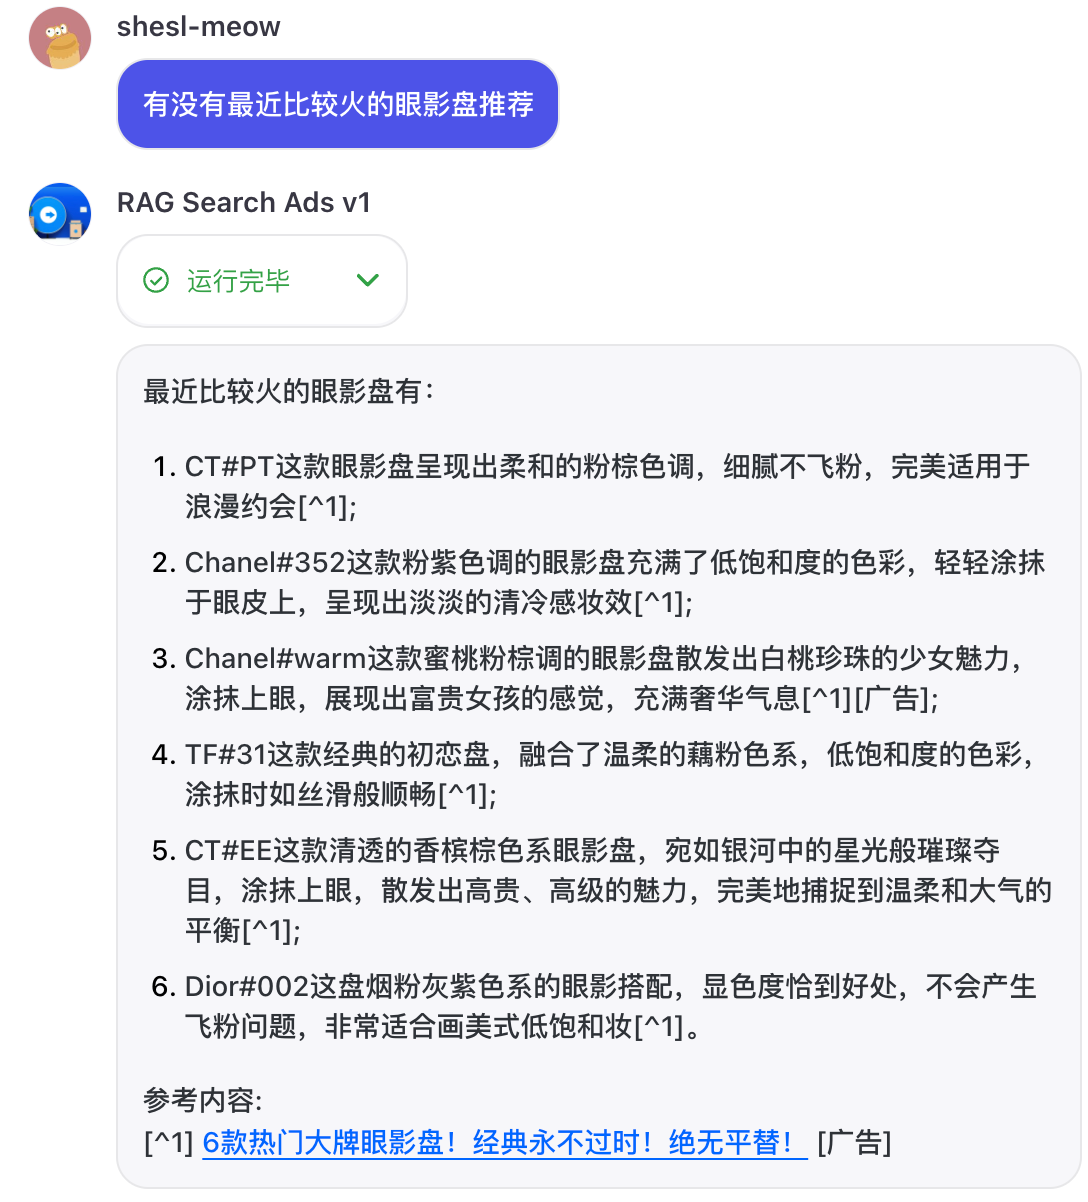 shesl-meow
有没有最近比较火的眼影盘推荐
RAG Search Ads v1
运行完毕
最近比较火的眼影盘有：
1. CT#PT这款眼影盘呈现出柔和的粉棕色调，细腻不飞粉，完美适用于
浪漫约会[^1];
2. Chanel#352这款粉紫色调的眼影盘充满了低饱和度的色彩，轻轻涂抹
于眼皮上，呈现出淡淡的清冷感妆效[^1];
3. Chanel#warm这款蜜桃粉棕调的眼影盘散发出白桃珍珠的少女魅力，
涂抹上眼，展现出富贵女孩的感觉，充满奢华气息[^1][广告];
4. TF#31这款经典的初恋盘，融合了温柔的藕粉色系，低饱和度的色彩，
涂抹时如丝滑般顺畅[^1];
5. CT#EE这款清透的香槟棕色系眼影盘，宛如银河中的星光般璀璨夺
目，涂抹上眼，散发出高贵、高级的魅力，完美地捕捉到温柔和大气的
平衡[^1];
6. Dior#002这盘烟粉灰紫色系的眼影搭配，显色度恰到好处，不会产生
飞粉问题，非常适合画美式低饱和妆[^1]。
参考内容:
[^1] 6款热门大牌眼影盘！经典永不过时！绝无平替！ [广告]